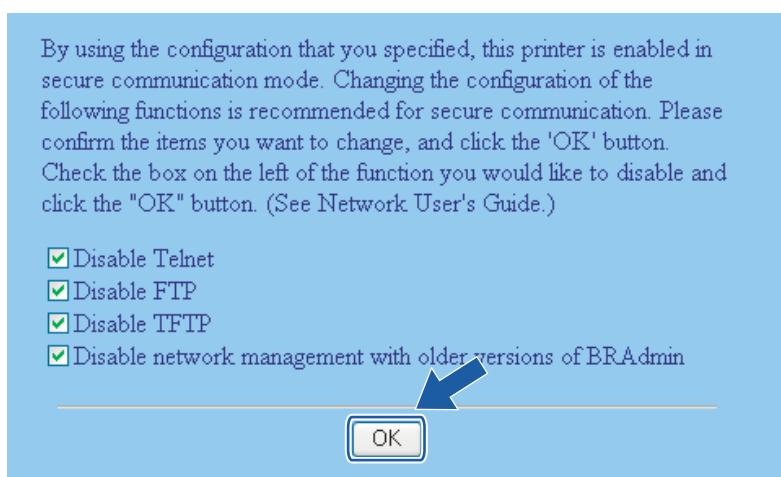 By using the configuration that you specified, this printer is enabled in
secure communication mode. Changing the configuration of the
following functions is recommended for secure communication. Please
confirm the items you want to change, and click the 'OK' button.
Check the box on the left of the function you would like to disable and
click the "OK" button. (See Network User's Guide.)
Disable Telnet
Disable FTP
Disable TFTP
Disable network management with older versions of BRAdmin
OK